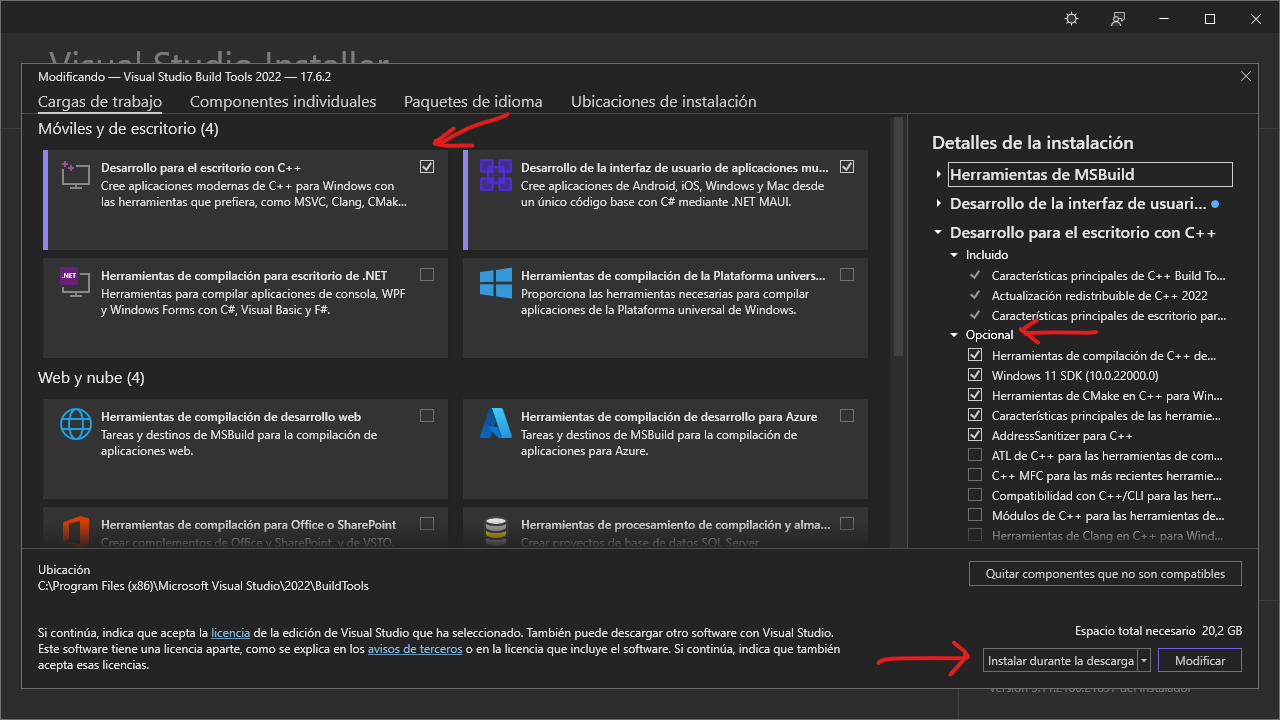 Visual Studio Installer
Modificando — Visual Studio Build Tools 2022 — 17.6.2
Cargas de trabajo
Componentes individuales
Paquetes de idioma
Ubicaciones de instalación
Móviles y de escritorio (4)
Desarrollo para el escritorio con C++
Cree aplicaciones modernas de C++ para Windows con
las herramientas que prefiera, como MSVC, Clang, CMak...
Desarrollo de la interfaz de usuario de aplicaciones mu...
Cree aplicaciones de Android, iOS, Windows y Mac desde
un único código base con C# mediante .NET MAUI.
.NET
Herramientas de compilación para escritorio de .NET
Herramientas para compilar aplicaciones de consola, WPF
y Windows Forms con C#, Visual Basic y F#.
Herramientas de compilación de la Plataforma univers...
Proporciona las herramientas necesarias para compilar
aplicaciones de la Plataforma universal de Windows.
Web y nube (4)
Herramientas de compilación de desarrollo web
Tareas y destinos de MSBuild para la compilación de
aplicaciones web.
Herramientas de compilación de desarrollo para Azure
Tareas y destinos de MSBuild para la compilación de
aplicaciones para Azure.
Herramientas de compilación para Office o SharePoint
Crear complementos de Office y SharePoint, y de VSTO.
Herramientas de procesamiento de compilación y alma...
Crear proyectos de base de datos SQL Server
Detalles de la instalación
Herramientas de MSBuild
Desarrollo de la interfaz de usuari...
Desarrollo para el escritorio con C++
Incluido
Características principales de C++ Build To...
Actualización redistribuible de C++ 2022
Características principales de escritorio par...
Opcional
Herramientas de compilación de C++ de...
Windows 11 SDK (10.0.22000.0)
Herramientas de CMake en C++ para Win...
Características principales de las herramie...
AddressSanitizer para C++
ATL de C++ para las herramientas de com...
C++ MFC para las más recientes herramie...
Compatibilidad con C++/CLI para las herr...
Módulos de C++ para las herramientas de...
Herramientas de Clang en C++ para Wind...
Ubicación
C:\Program Files (x86)\Microsoft Visual Studio\2022\BuildTools
Quitar componentes que no son compatibles
Si continúa, indica que acepta la licencia de la edición de Visual Studio que ha seleccionado. También puede descargar otro software con Visual Studio.
Este software tiene una licencia aparte, como se explica en los avisos de terceros o en la licencia que incluye el software. Si continúa, indica que también
acepta esas licencias.
Espacio total necesario 20,2 GB
Instalar durante la descarga
Modificar
del instalador